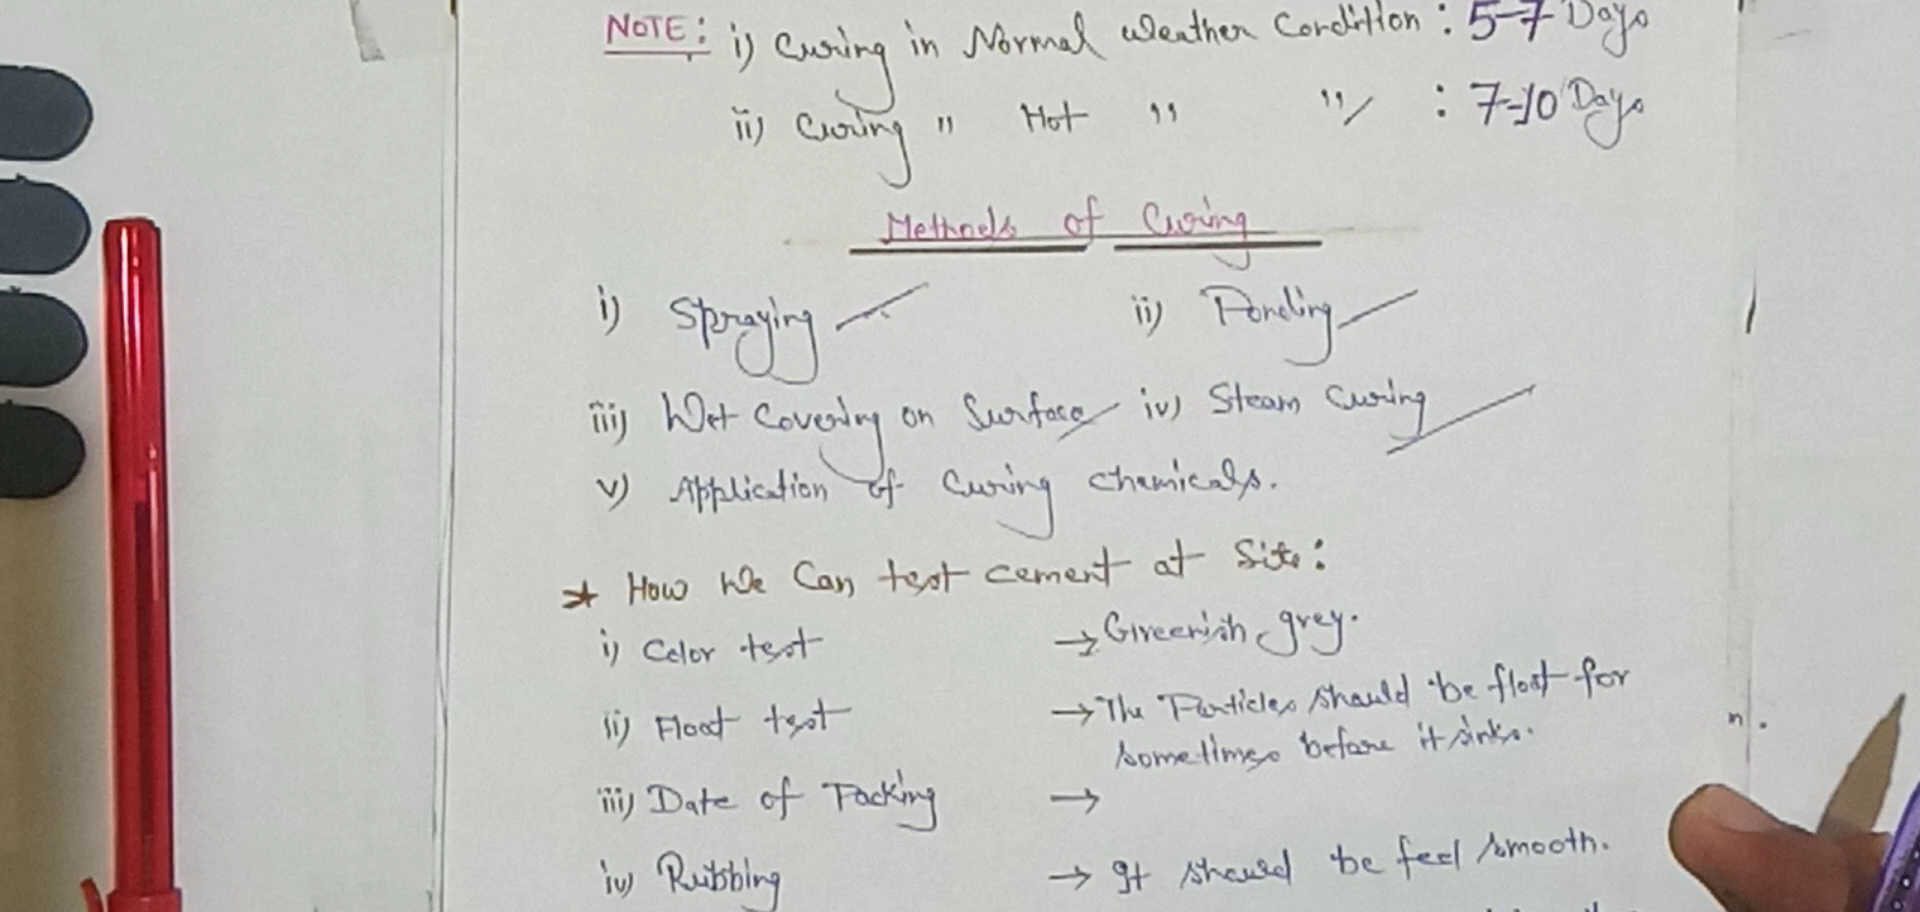 NOTE: i) Curing in Normal Weather Condition : 5-7 Days
ii) Curing " Hot " " : 7-10 Days
Methods of Curing
i) Spraying ii) Ponding
iii) Wet Covering on Surface iv) Steam Curing
v) Application of Curing Chemicals.
* How We Can test cement at Site:
i) Color test → Greenish grey.
ii) Float test → The Particles should be float for
sometimes before it sinks.
iii) Date of Packing →
iv) Rubbing → It should be feel smooth.
n.